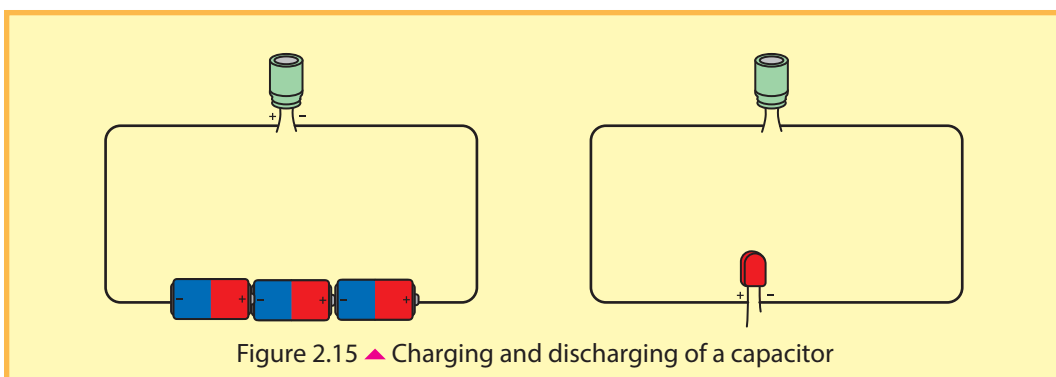 + −
− + − + − +
+ −
Figure 2.15 ▲ Charging and discharging of a capacitor